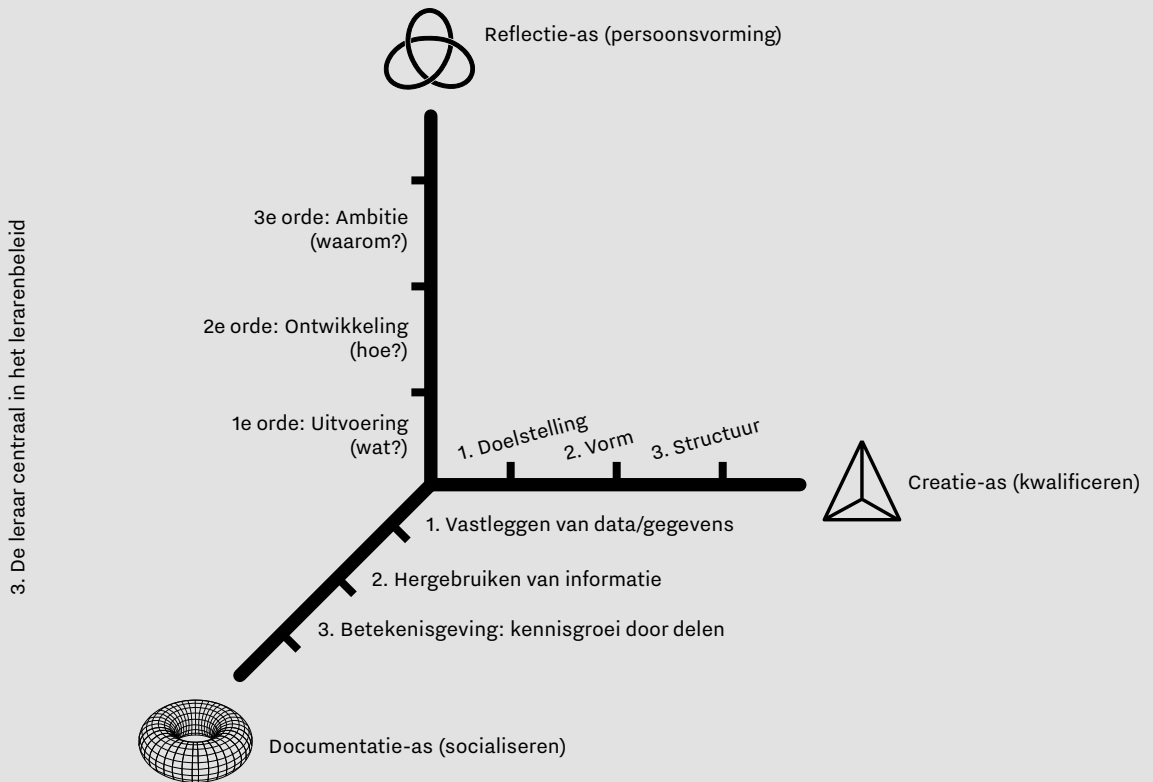 Reflectie-as (persoonsvorming)
3e orde: Ambitie
(waarom?)
2e orde: Ontwikkeling
(hoe?)
1e orde: Uitvoering
(wat?)
1. Doelstelling
2. Vorm
3. Structuur
Creatie-as (kwalificeren)
1. Vastleggen van data/gegevens
2. Hergebruiken van informatie
3. Betekenisgeving: kennisgroei door delen
Documentatie-as (socialiseren)
3. De leraar centraal in het lerarenbeleid